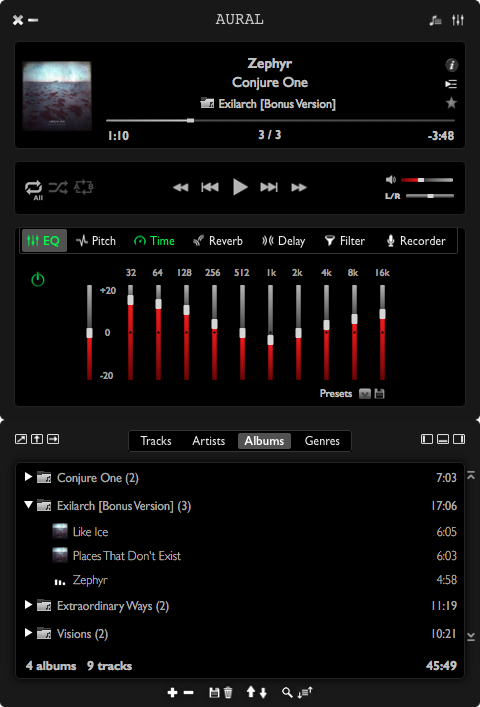 AURAL
Zephyr
Conjure One
Exilarch [Bonus Version]
1:10 3 / 3 -3:48
All A B
L/R
EQ Pitch Time Reverb Delay Filter Recorder
32 64 128 256 512 1k 2k 4k 8k 16k
+20
0
-20
Presets
Tracks Artists Albums Genres
Conjure One (2) 7:03
Exilarch [Bonus Version] (3) 17:06
Like Ice 6:05
Places That Don't Exist 6:03
Zephyr 4:58
Extraordinary Ways (2) 11:19
Visions (2) 10:21
4 albums 9 tracks 45:49